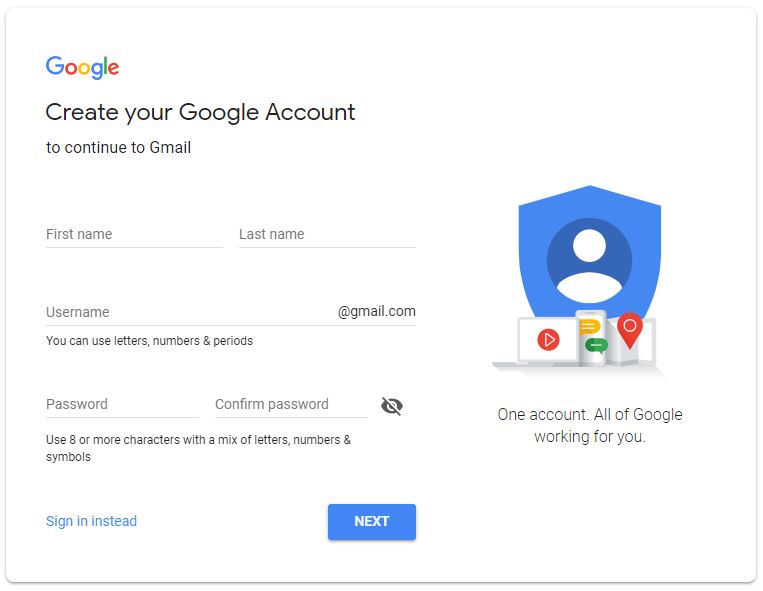 Google
Create your Google Account
to continue to Gmail
First name
Last name
Username
@gmail.com
You can use letters, numbers & periods
Password
Confirm password
Use 8 or more characters with a mix of letters, numbers &
symbols
Sign in instead
NEXT
One account. All of Google
working for you.